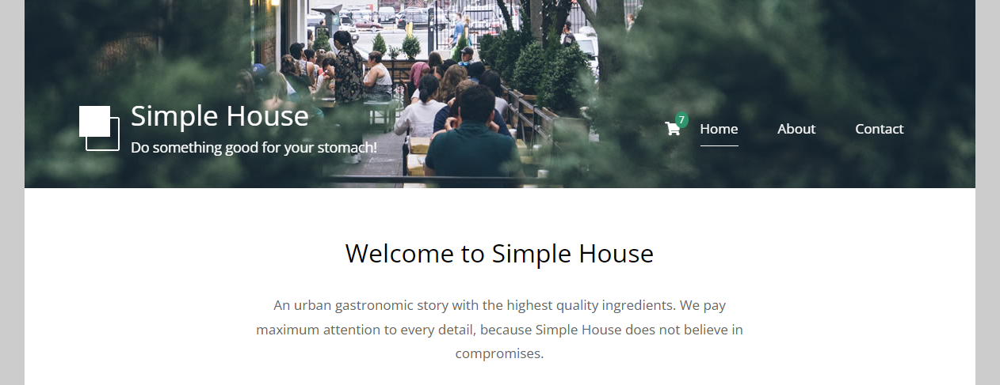 Simple House
Do something good for your stomach!
7
Home About Contact
Welcome to Simple House
An urban gastronomic story with the highest quality ingredients. We pay
maximum attention to every detail, because Simple House does not believe in
compromises.